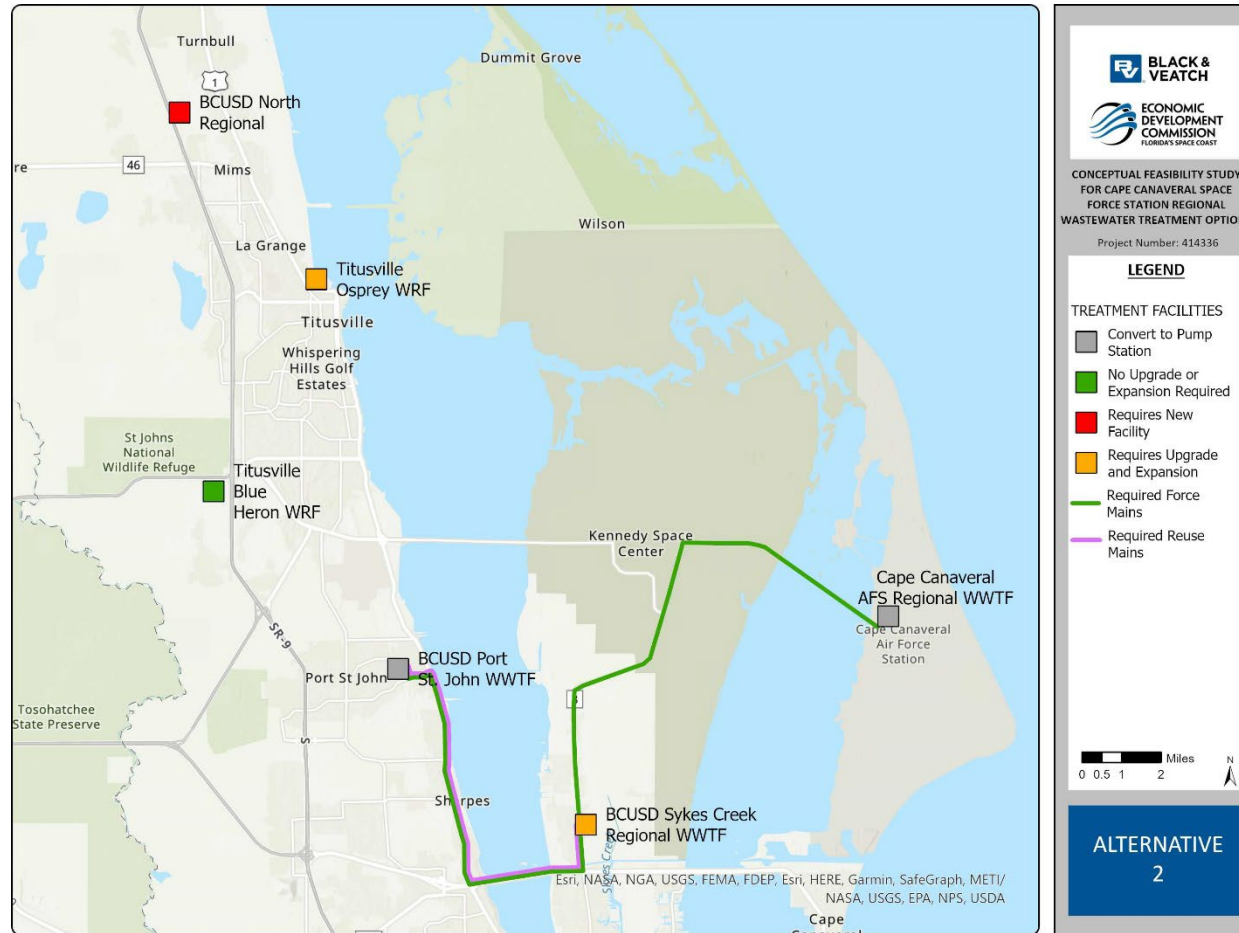 Turnbull
1
Dummit Grove
BCUSD North
Regional
re
46
Mims
La Grange
Wilson
Titusville
Osprey WRF
Titusville
Whispering
Hills Golf
Estates
St Johns
National
Wildlife Refuge
Titusville
Blue
Heron WRF
Kennedy Space
Center
Cape Canaveral
AFS Regional WWTF
Cape Canaveral
Air Force
Station
SR-9
BCUSD Port
St. John WWTF
Port St John
Tosohatchee
State Preserve
S
Sharpes
BCUSD Sykes Creek
Regional WWTF
Sykes Creek
Esri, NASA, NGA, USGS, FEMA, FDEP, Esri, HERE, Garmin, SafeGraph, METI/
NASA, USGS, EPA, NPS, USDA
Cape
BV BLACK &
VEATCH
ECONOMIC
DEVELOPMENT
COMMISSION
FLORIDA'S SPACE COAST
CONCEPTUAL FEASIBILITY STUDY
FOR CAPE CANAVERAL SPACE
FORCE STATION REGIONAL
WASTEWATER TREATMENT OPTIO
Project Number: 414336
LEGEND
TREATMENT FACILITIES
Convert to Pump
Station
No Upgrade or
Expansion Required
Requires New
Facility
Requires Upgrade
and Expansion
Required Force
Mains
Required Reuse
Mains
Miles
0 0.5 1 2
N
ALTERNATIVE
2